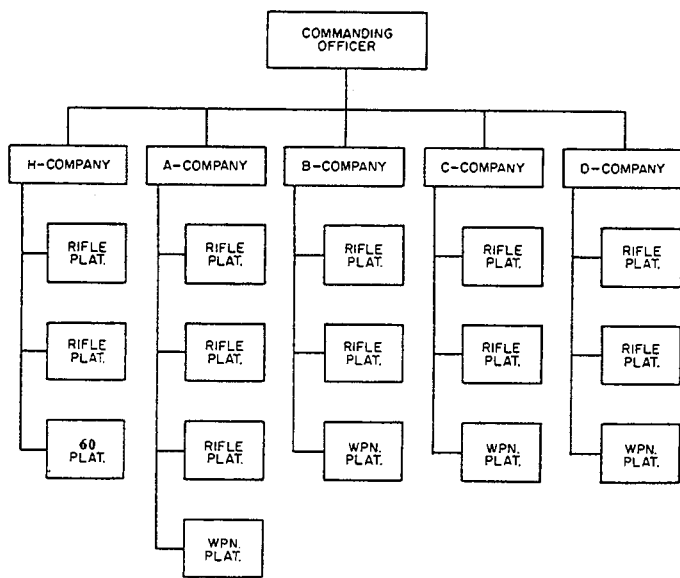 COMMANDING
OFFICER
H-COMPANY
A-COMPANY
B-COMPANY
C-COMPANY
D-COMPANY
RIFLE
PLAT.
RIFLE
PLAT.
RIFLE
PLAT.
RIFLE
PLAT.
RIFLE
PLAT.
RIFLE
PLAT.
RIFLE
PLAT.
RIFLE
PLAT.
RIFLE
PLAT.
RIFLE
PLAT.
60
PLAT.
RIFLE
PLAT.
WPN.
PLAT.
WPN.
PLAT.
WPN.
PLAT.
WPN.
PLAT.